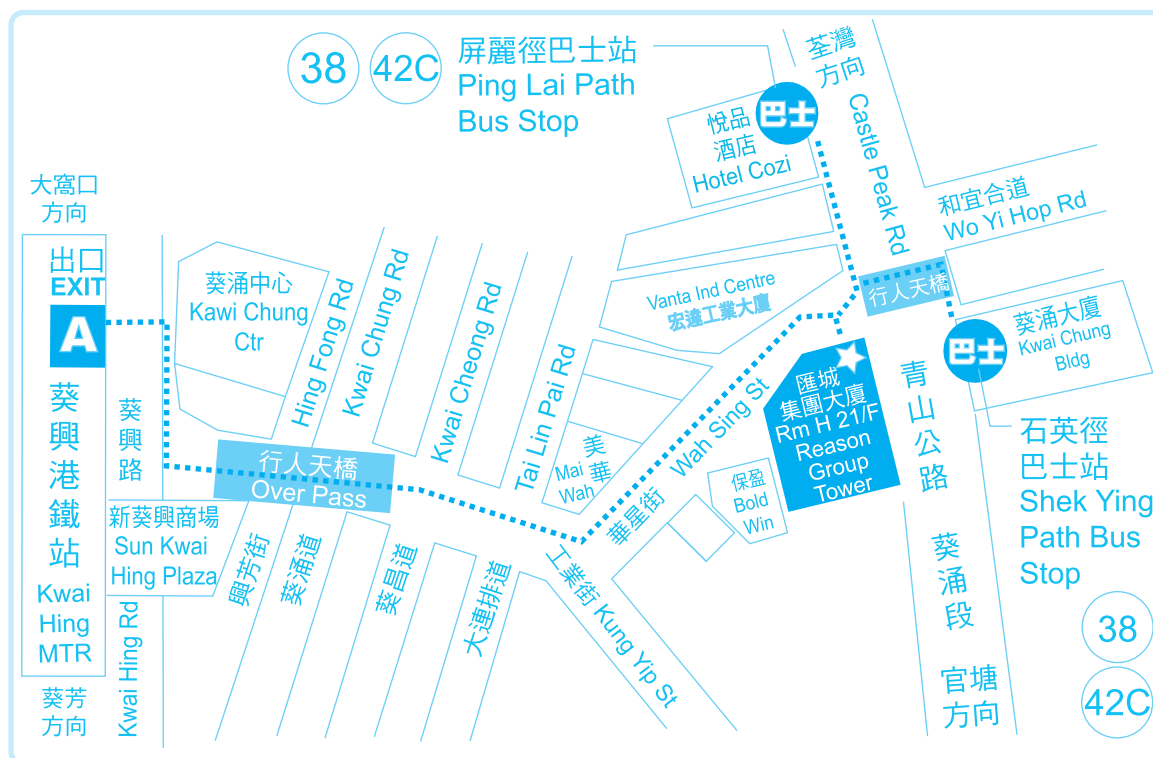 38
42C
屏麗徑巴士站
Ping Lai Path
Bus Stop
荃灣
方向
Castle Peak Rd
巴士
悅品
酒店
Hotel Cozi
和宜合道
Wo Yi Hop Rd
大窩口
方向
出口
EXIT
A
葵興港鐵站
Kwai
Hing
MTR
葵芳
方向
葵興路
Kwai Hing Rd
葵涌中心
Kawi Chung
Ctr
Hing Fong Rd
Kwai Chung Rd
Kwai Cheong Rd
Tai Lin Pai Rd
Vanta Ind Centre
宏達工業大廈
行人天橋
巴士
葵涌大廈
Kwai Chung
Bldg
匯城
集團大廈
Rm H 21/F
Reason
Group
Tower
青山公路
葵涌段
官塘
方向
石英徑
巴士站
Shek Ying
Path Bus
Stop
38
42C
行人天橋
Over Pass
美華
Mai
Wah
Wah Sing St
華星街
保盈
Bold
Win
新葵興商場
Sun Kwai
Hing Plaza
興芳街
葵涌道
葵昌道
大連排道
工業街 Kung Yip St